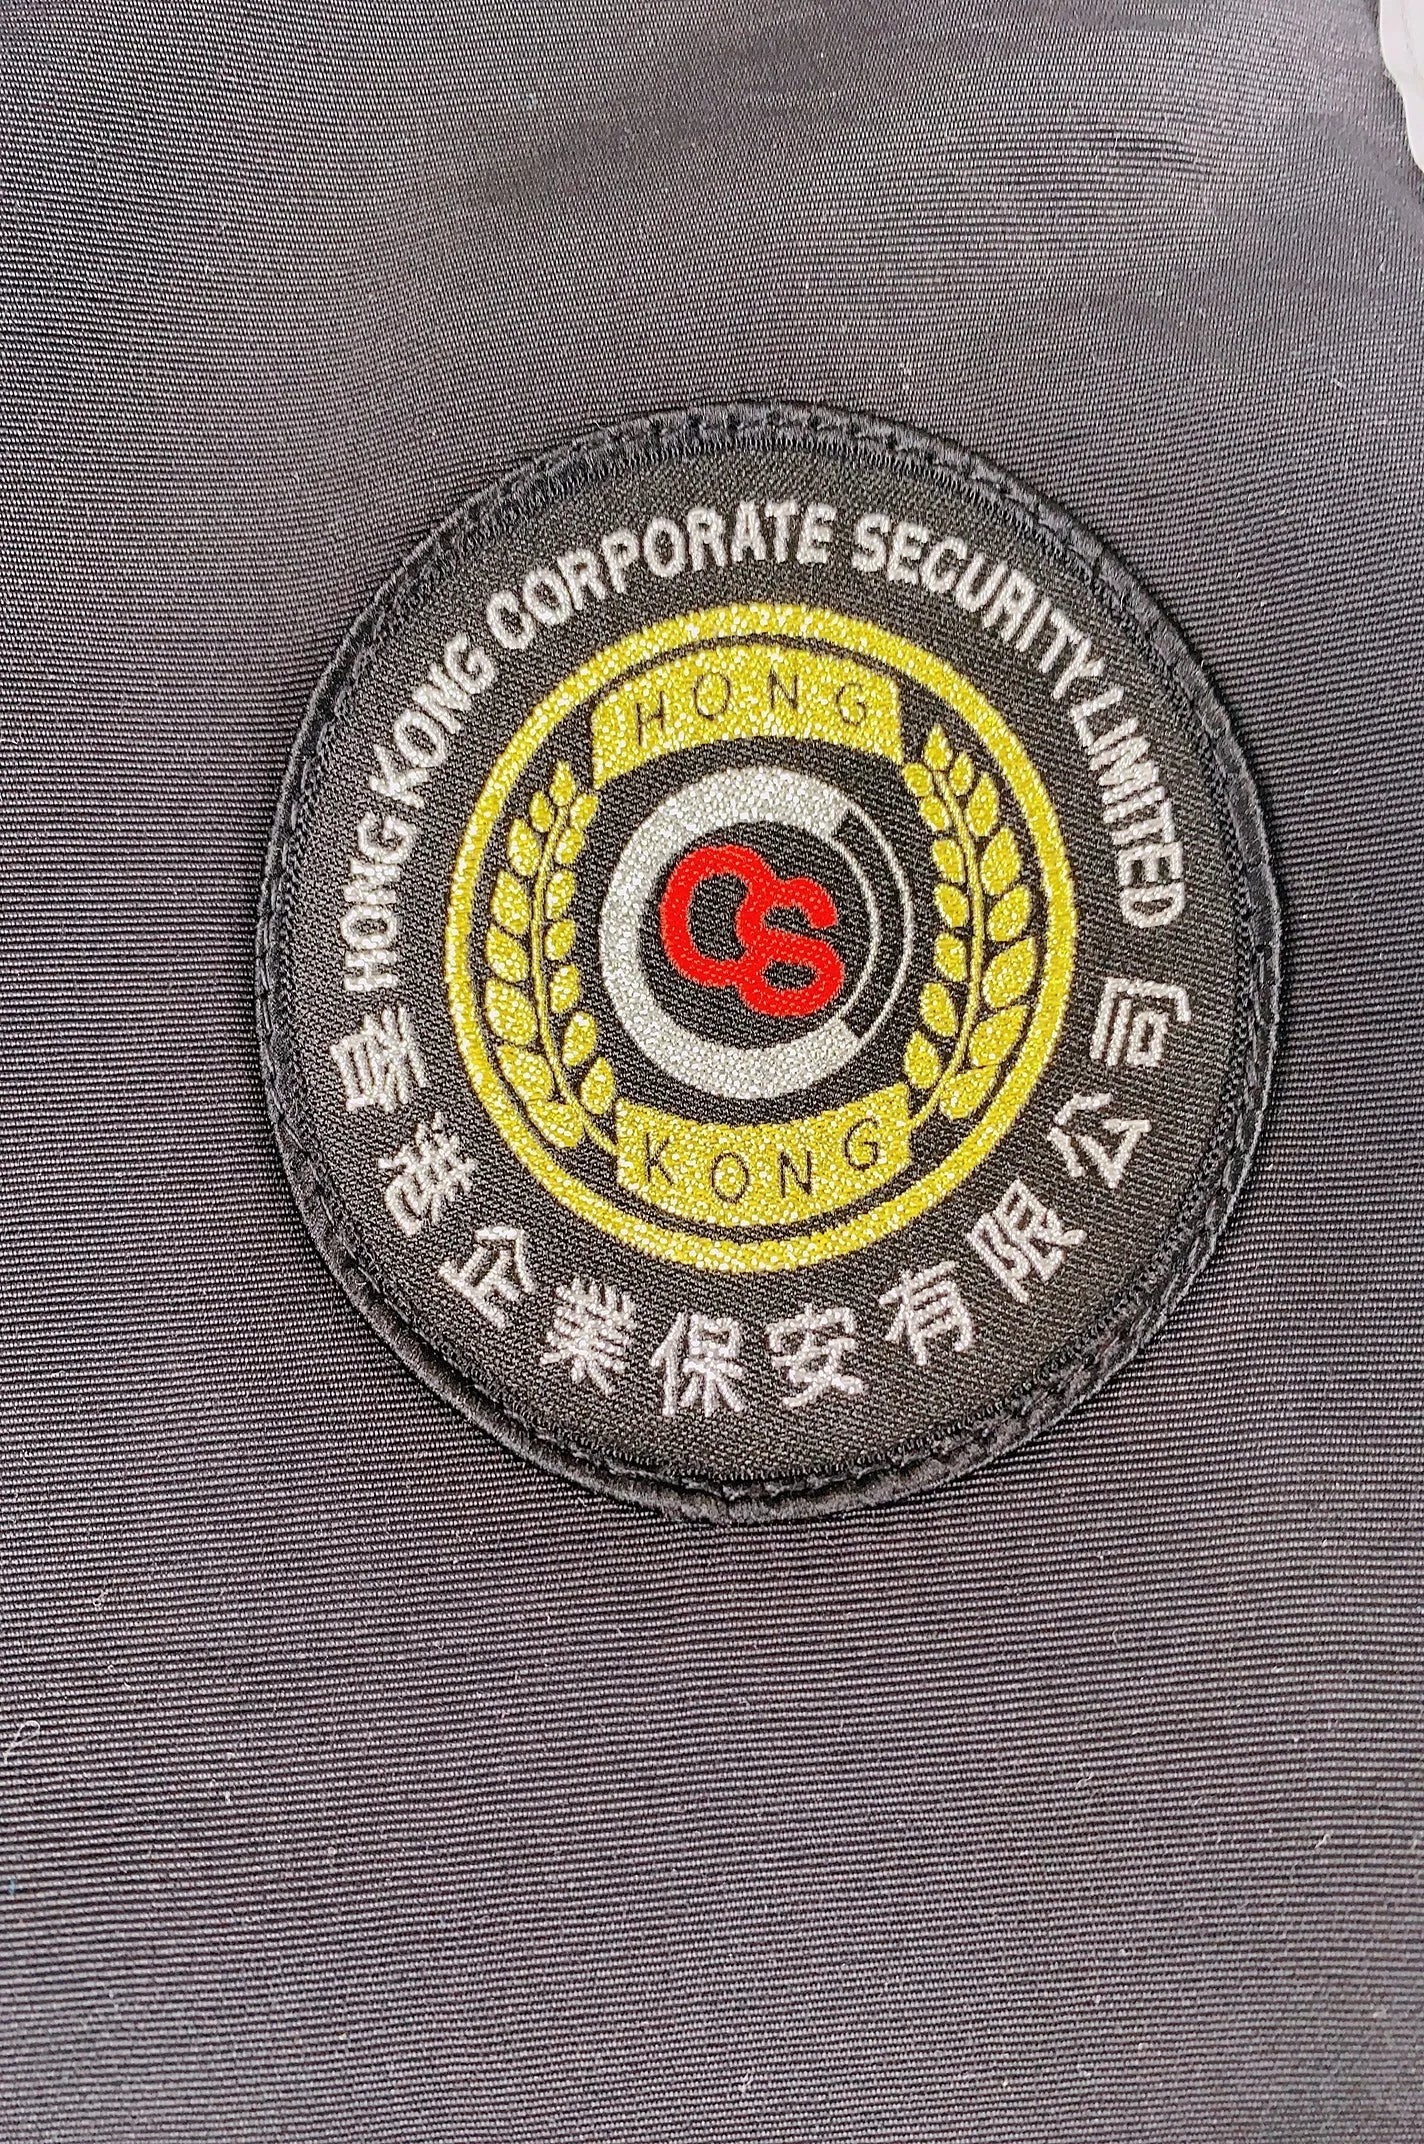 HONG KONG CORPORATE SECURITY LIMITED
HONG
CS
KONG
香港企業保安有限公司